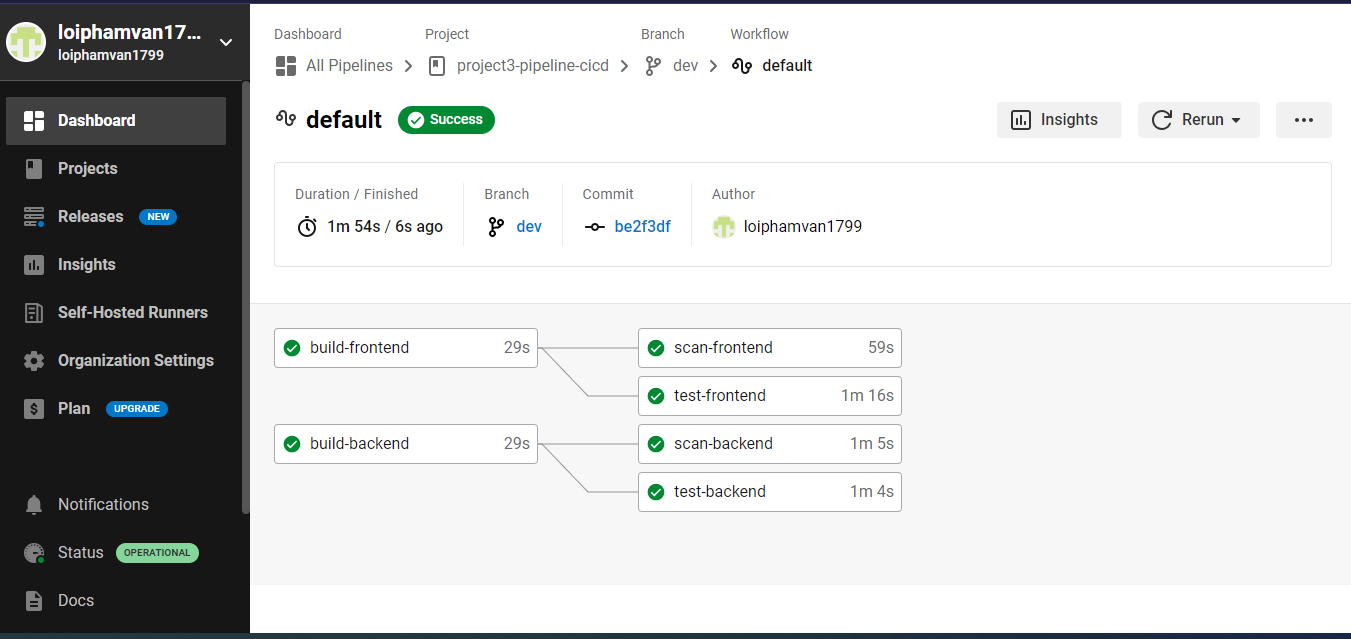 loiphamvan17...
loiphamvan1799
Dashboard
Projects
Releases NEW
Insights
Self-Hosted Runners
Organization Settings
Plan UPGRADE
Notifications
Status OPERATIONAL
Docs
Dashboard Project Branch Workflow
All Pipelines project3-pipeline-cicd dev default
default Success
Insights Rerun
Duration / Finished Branch Commit Author
1m 54s / 6s ago dev be2f3df loiphamvan1799
build-frontend 29s scan-frontend 59s
test-frontend 1m 16s
build-backend 29s scan-backend 1m 5s
test-backend 1m 4s